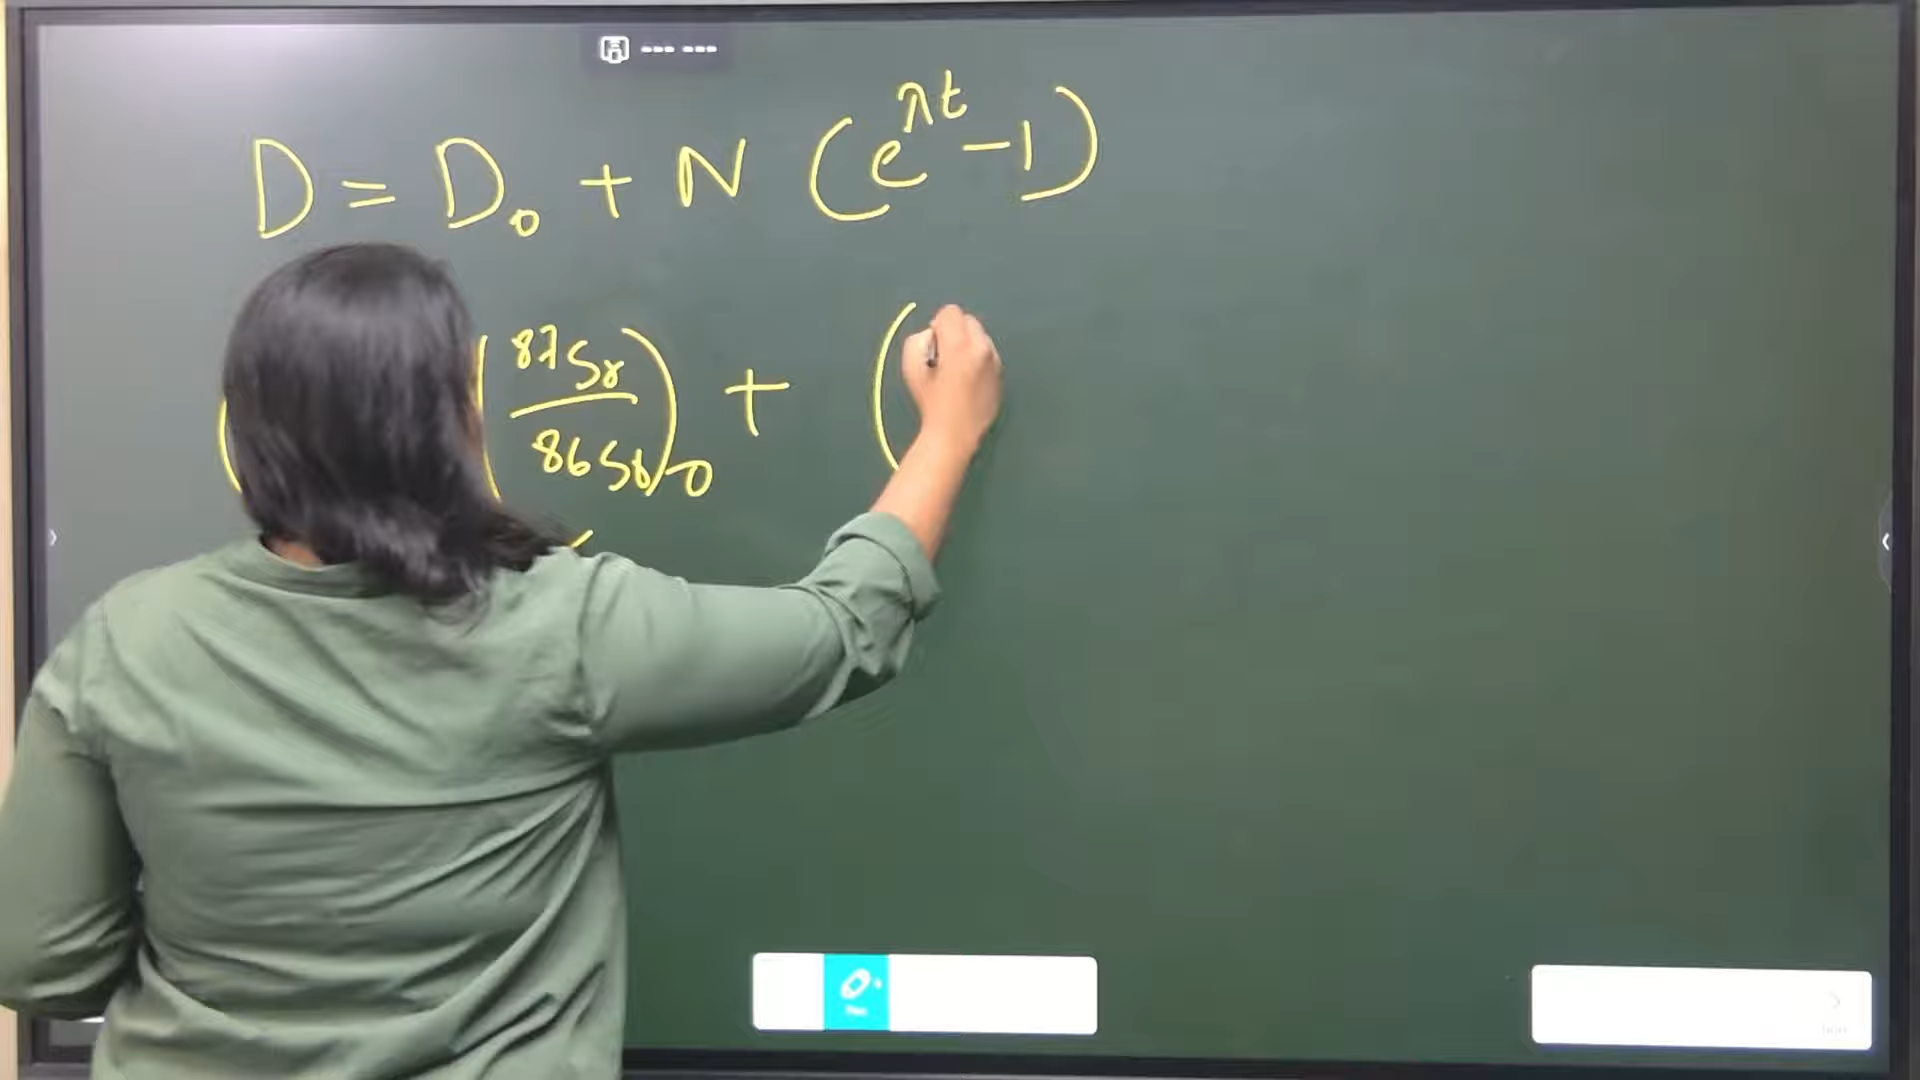 D = D₀ + N (e^λt - 1)
( (87Sr/86Sr)₀ + (